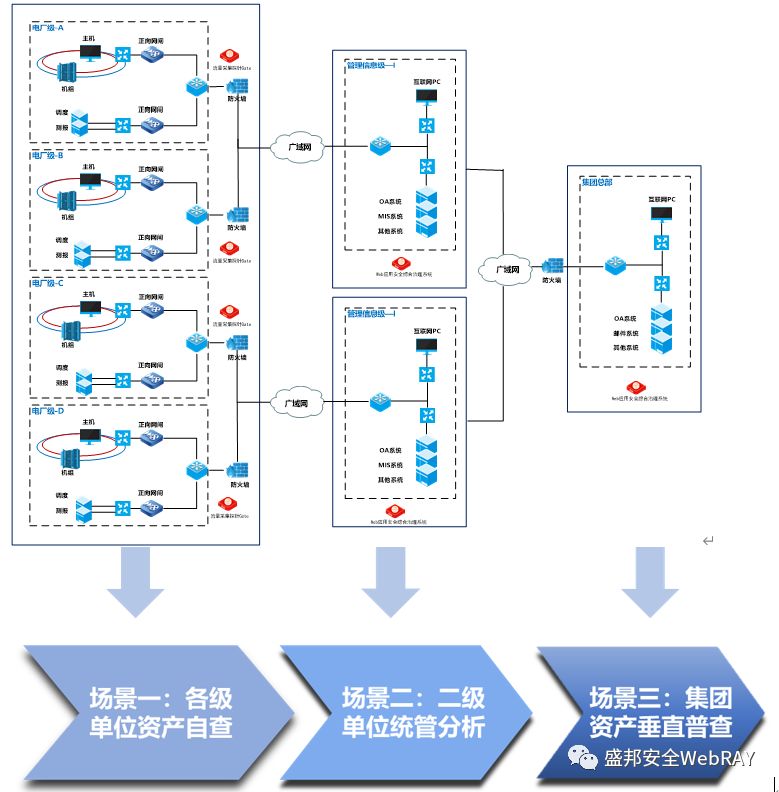 电厂级-A
主机
正向网闸
机组
流量采集探针Gate
防火墙
调度
测报
正向网闸
电厂级-B
主机
正向网闸
机组
调度
测报
正向网闸
防火墙
流量采集探针Gate
电厂级-C
主机
正向网闸
机组
流量采集探针Gate
防火墙
调度
测报
正向网闸
电厂级-D
主机
正向网闸
机组
调度
测报
正向网闸
防火墙
流量采集探针Gate
广域网
广域网
管理信息级—I
互联网PC
OA系统
MIS系统
其他系统
Web应用安全综合治理系统
管理信息级—I
互联网PC
OA系统
MIS系统
其他系统
Web应用安全综合治理系统
广域网
防火墙
集团总部
互联网PC
OA系统
邮件系统
其他系统
Web应用安全综合治理系统
场景一：各级
单位资产自查
场景二：二级
单位统管分析
场景三：集团
资产垂直普查
盛邦安全WebRAY